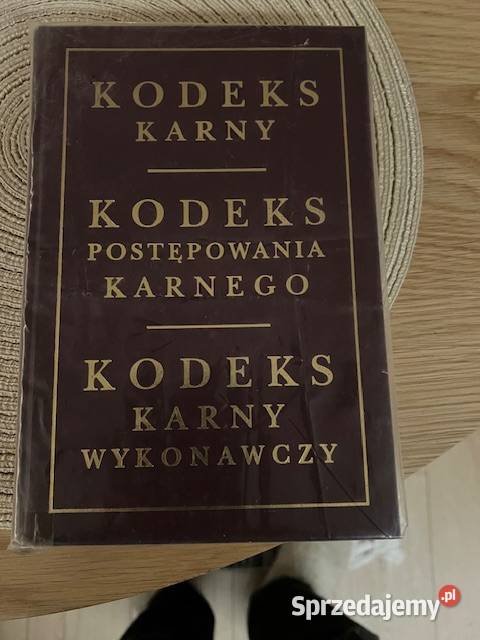 KODEKS
KARNY
KODEKS
POSTĘPOWANIA
KARNEGO
KODEKS
KARNY
WYKONAWCZY
Sprzedajemy.pl